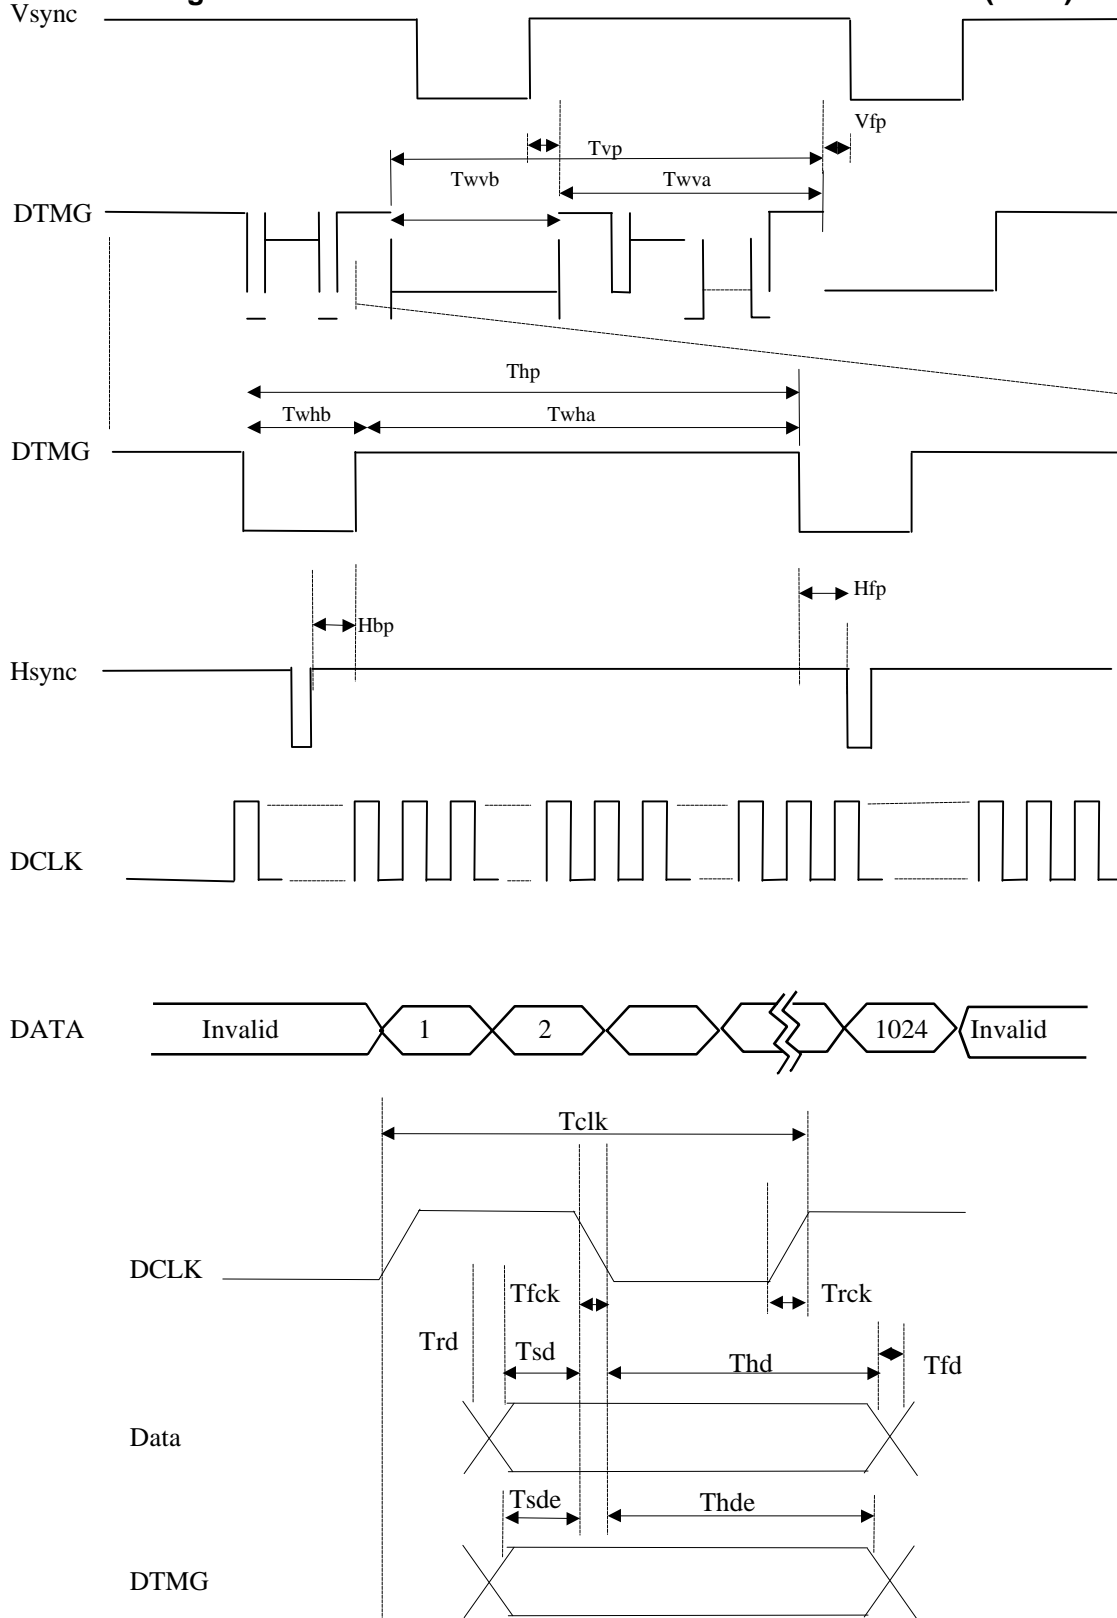 Vsync
Vfp
Tvp
Twvb Twva
DTMG
Thp
Twhb Twha
DTMG
Hfp
Hbp
Hsync
DCLK
DATA Invalid 1 2 1024 Invalid
Tclk
DCLK
Tfck Trck
Trd Tsd Thd Tfd
Data
Tsde Thde
DTMG